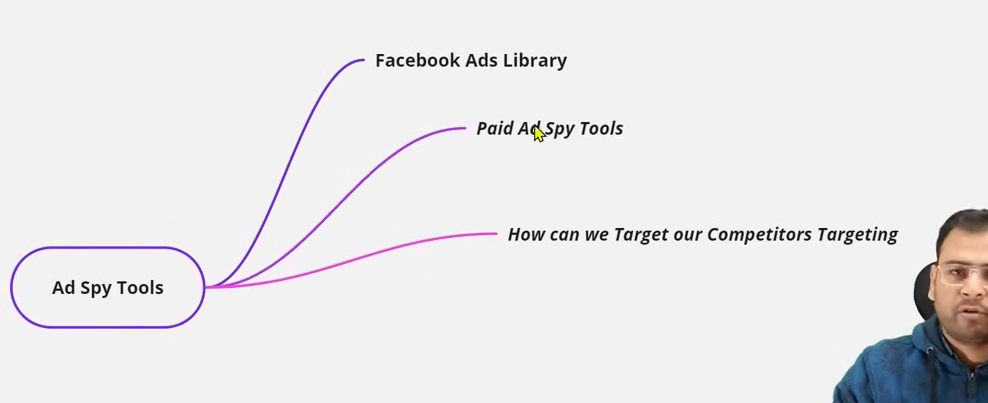 Facebook Ads Library
Paid Ad Spy Tools
How can we Target our Competitors Targeting
Ad Spy Tools